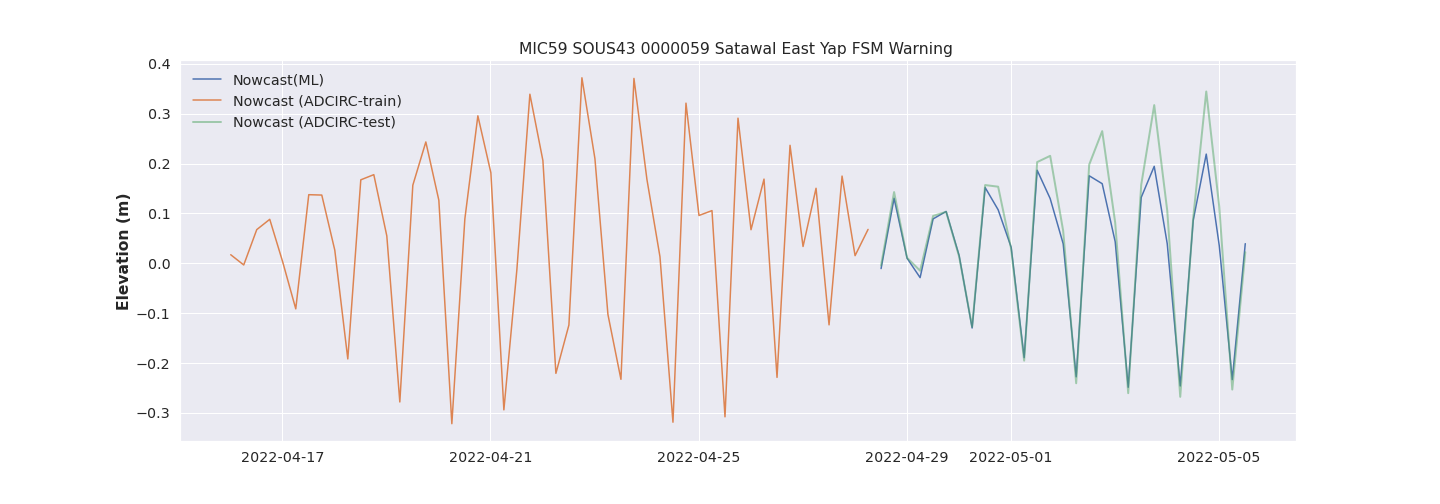 MIC59 SOUS43 0000059 Satawal East Yap FSM Warning
Nowcast(ML)
Nowcast (ADCIRC-train)
Nowcast (ADCIRC-test)
Elevation (m)
0.4
0.3
0.2
0.1
0.0
−0.1
−0.2
−0.3
2022-04-17 2022-04-21 2022-04-25 2022-04-29 2022-05-01 2022-05-05